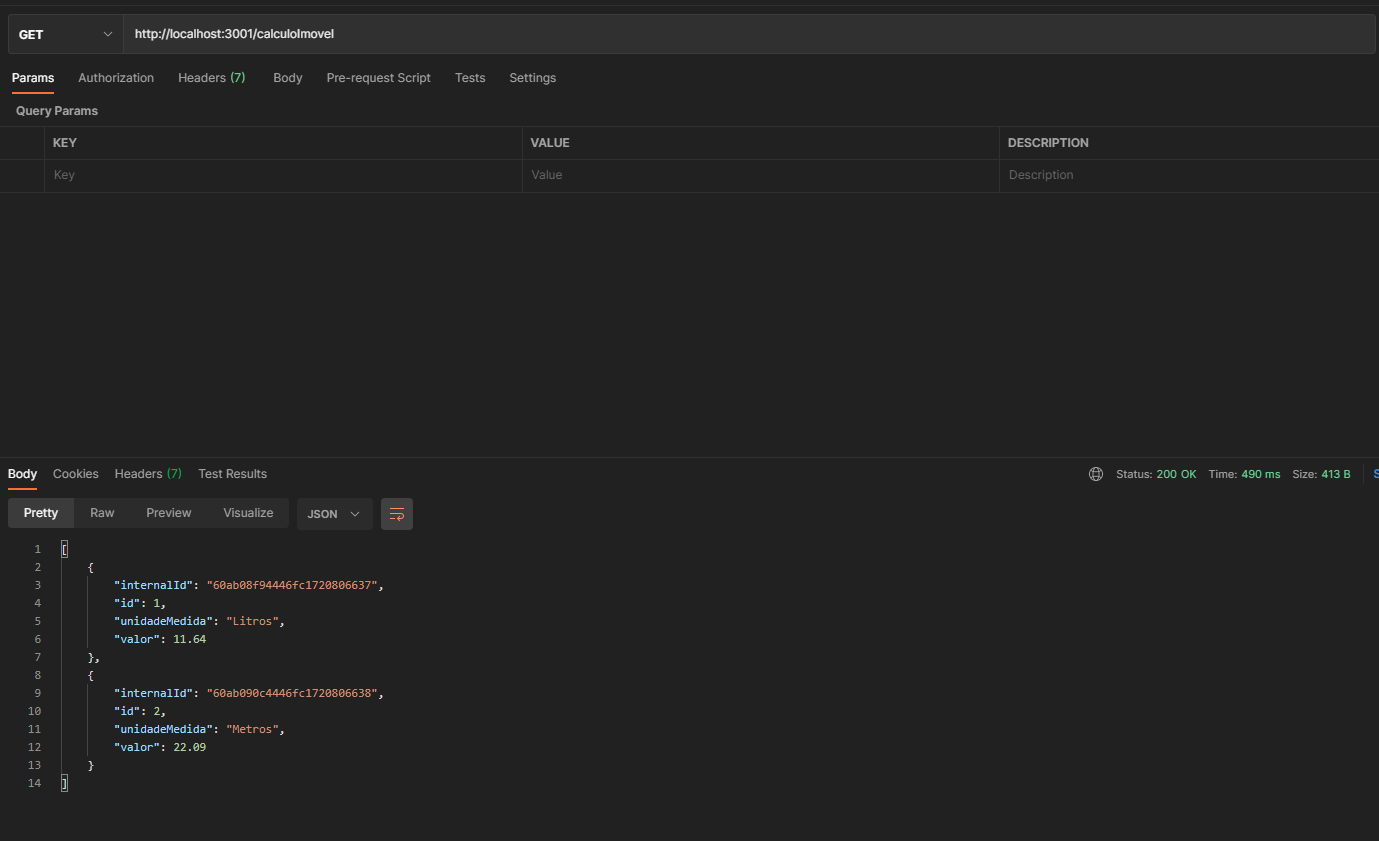 GET http://localhost:3001/calculoImovel
Params Authorization Headers (7) Body Pre-request Script Tests Settings
Query Params
KEY VALUE DESCRIPTION
Key Value Description
Body Cookies Headers (7) Test Results Status: 200 OK Time: 490 ms Size: 413 B S
Pretty Raw Preview Visualize JSON
1 [
2 {
3 "internalId": "60ab08f94446fc1720806637",
4 "id": 1,
5 "unidadeMedida": "Litros",
6 "valor": 11.64
7 },
8 {
9 "internalId": "60ab090c4446fc1720806638",
10 "id": 2,
11 "unidadeMedida": "Metros",
12 "valor": 22.09
13 }
14 ]